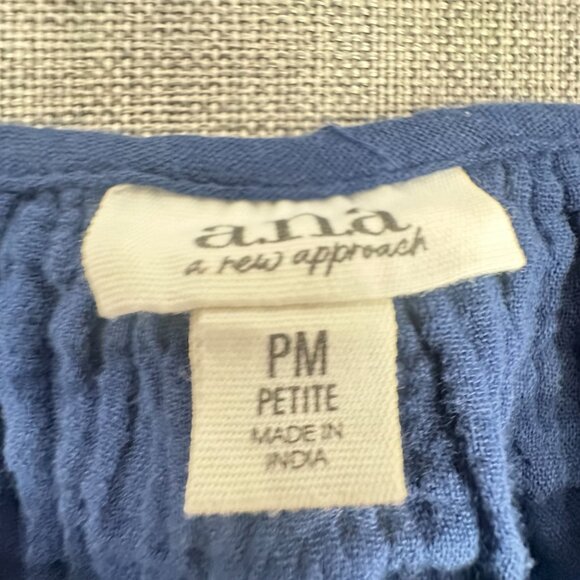 a.n.a
a new approach
PM
PETITE
MADE IN
INDIA